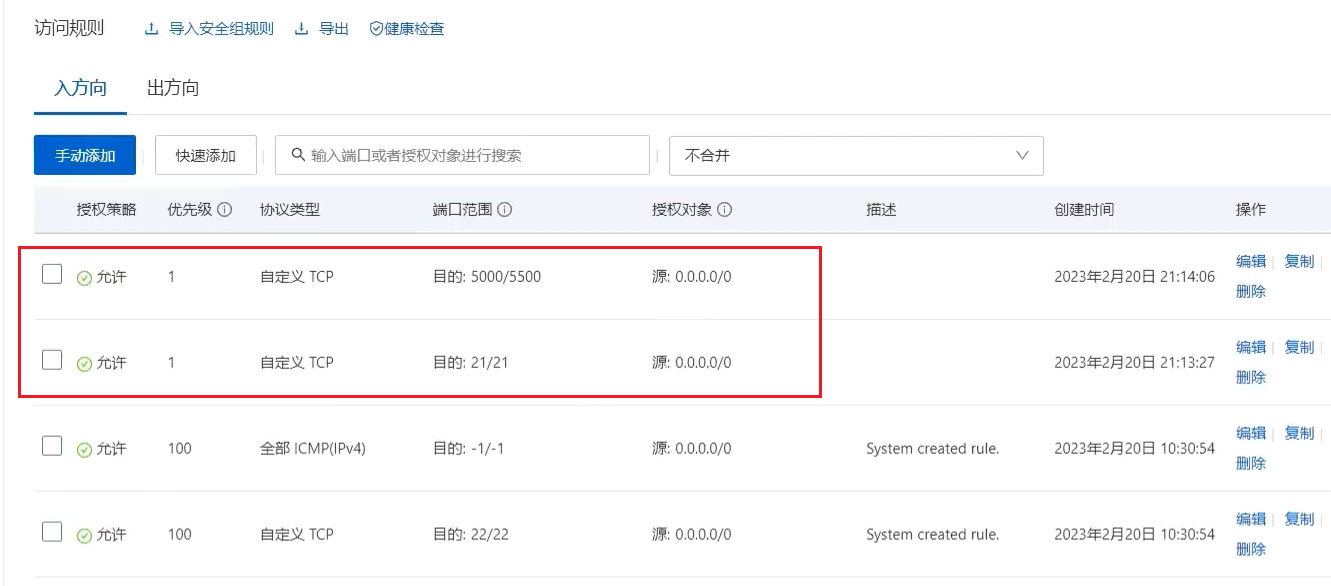 访问规则 导入安全组规则 导出 健康检查
入方向 出方向
手动添加 快速添加 输入端口或者授权对象进行搜索 不合并
授权策略 优先级 协议类型 端口范围 授权对象 描述 创建时间 操作
允许 1 自定义 TCP 目的: 5000/5500 源: 0.0.0.0/0 2023年2月20日 21:14:06 编辑 复制
删除
允许 1 自定义 TCP 目的: 21/21 源: 0.0.0.0/0 2023年2月20日 21:13:27 编辑 复制
删除
允许 100 全部 ICMP(IPv4) 目的: -1/-1 源: 0.0.0.0/0 System created rule. 2023年2月20日 10:30:54 编辑 复制
删除
允许 100 自定义 TCP 目的: 22/22 源: 0.0.0.0/0 System created rule. 2023年2月20日 10:30:54 编辑 复制
删除